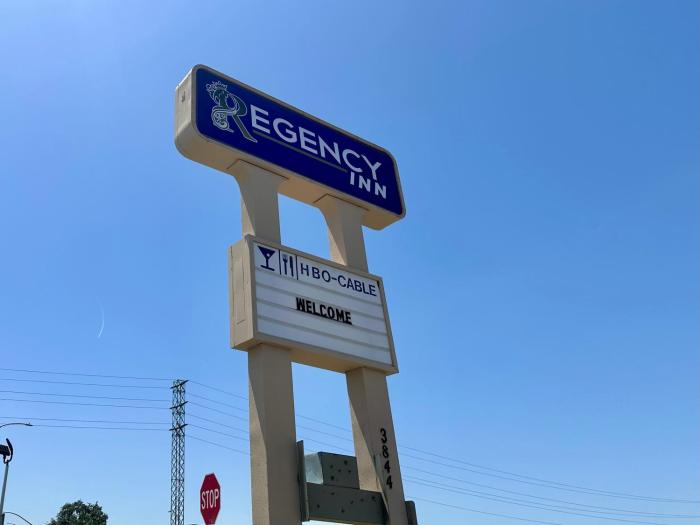 REGENCY
INN
HBO-CABLE
WELCOME
3844
STOP